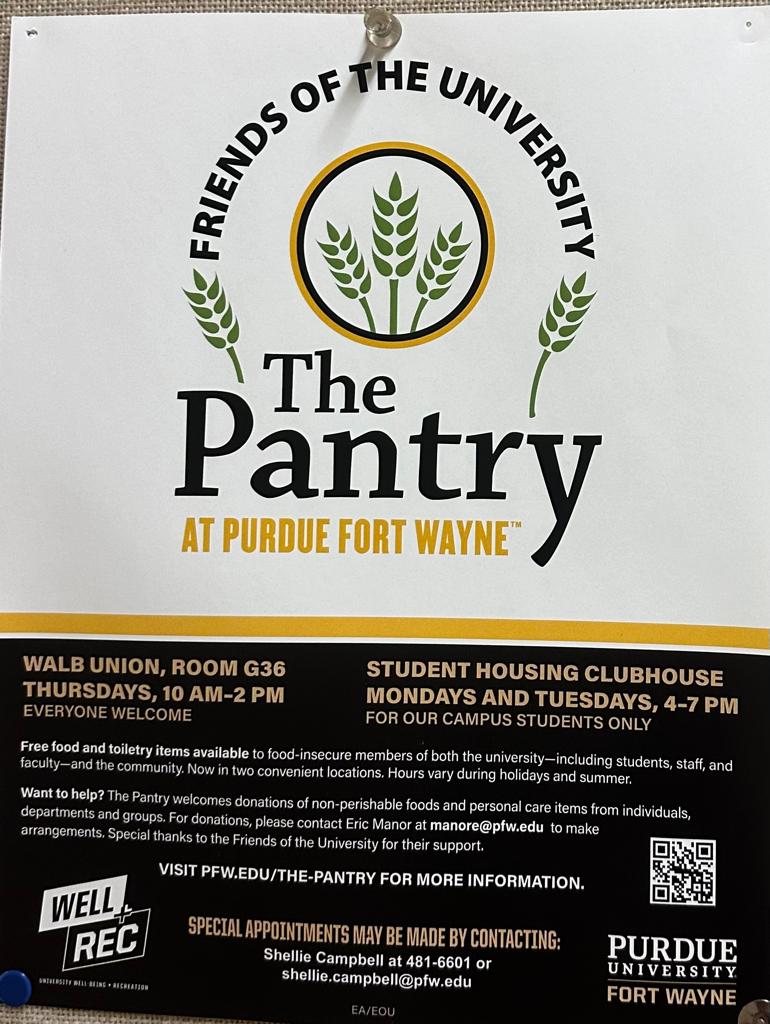 FRIENDS OF THE UNIVERSITY
The
Pantry
AT PURDUE FORT WAYNE™
WALB UNION, ROOM G36
THURSDAYS, 10 AM–2 PM
EVERYONE WELCOME
STUDENT HOUSING CLUBHOUSE
MONDAYS AND TUESDAYS, 4–7 PM
FOR OUR CAMPUS STUDENTS ONLY
Free food and toiletry items available to food-insecure members of both the university—including students, staff, and
faculty—and the community. Now in two convenient locations. Hours vary during holidays and summer.
Want to help? The Pantry welcomes donations of non-perishable foods and personal care items from individuals,
departments and groups. For donations, please contact Eric Manor at manore@pfw.edu to make
arrangements. Special thanks to the Friends of the University for their support.
VISIT PFW.EDU/THE-PANTRY FOR MORE INFORMATION.
WELL+
REC
UNIVERSITY WELL-BEING + RECREATION
SPECIAL APPOINTMENTS MAY BE MADE BY CONTACTING:
Shellie Campbell at 481-6601 or
shellie.campbell@pfw.edu
EA/EOU
PURDUE
UNIVERSITY
FORT WAYNE